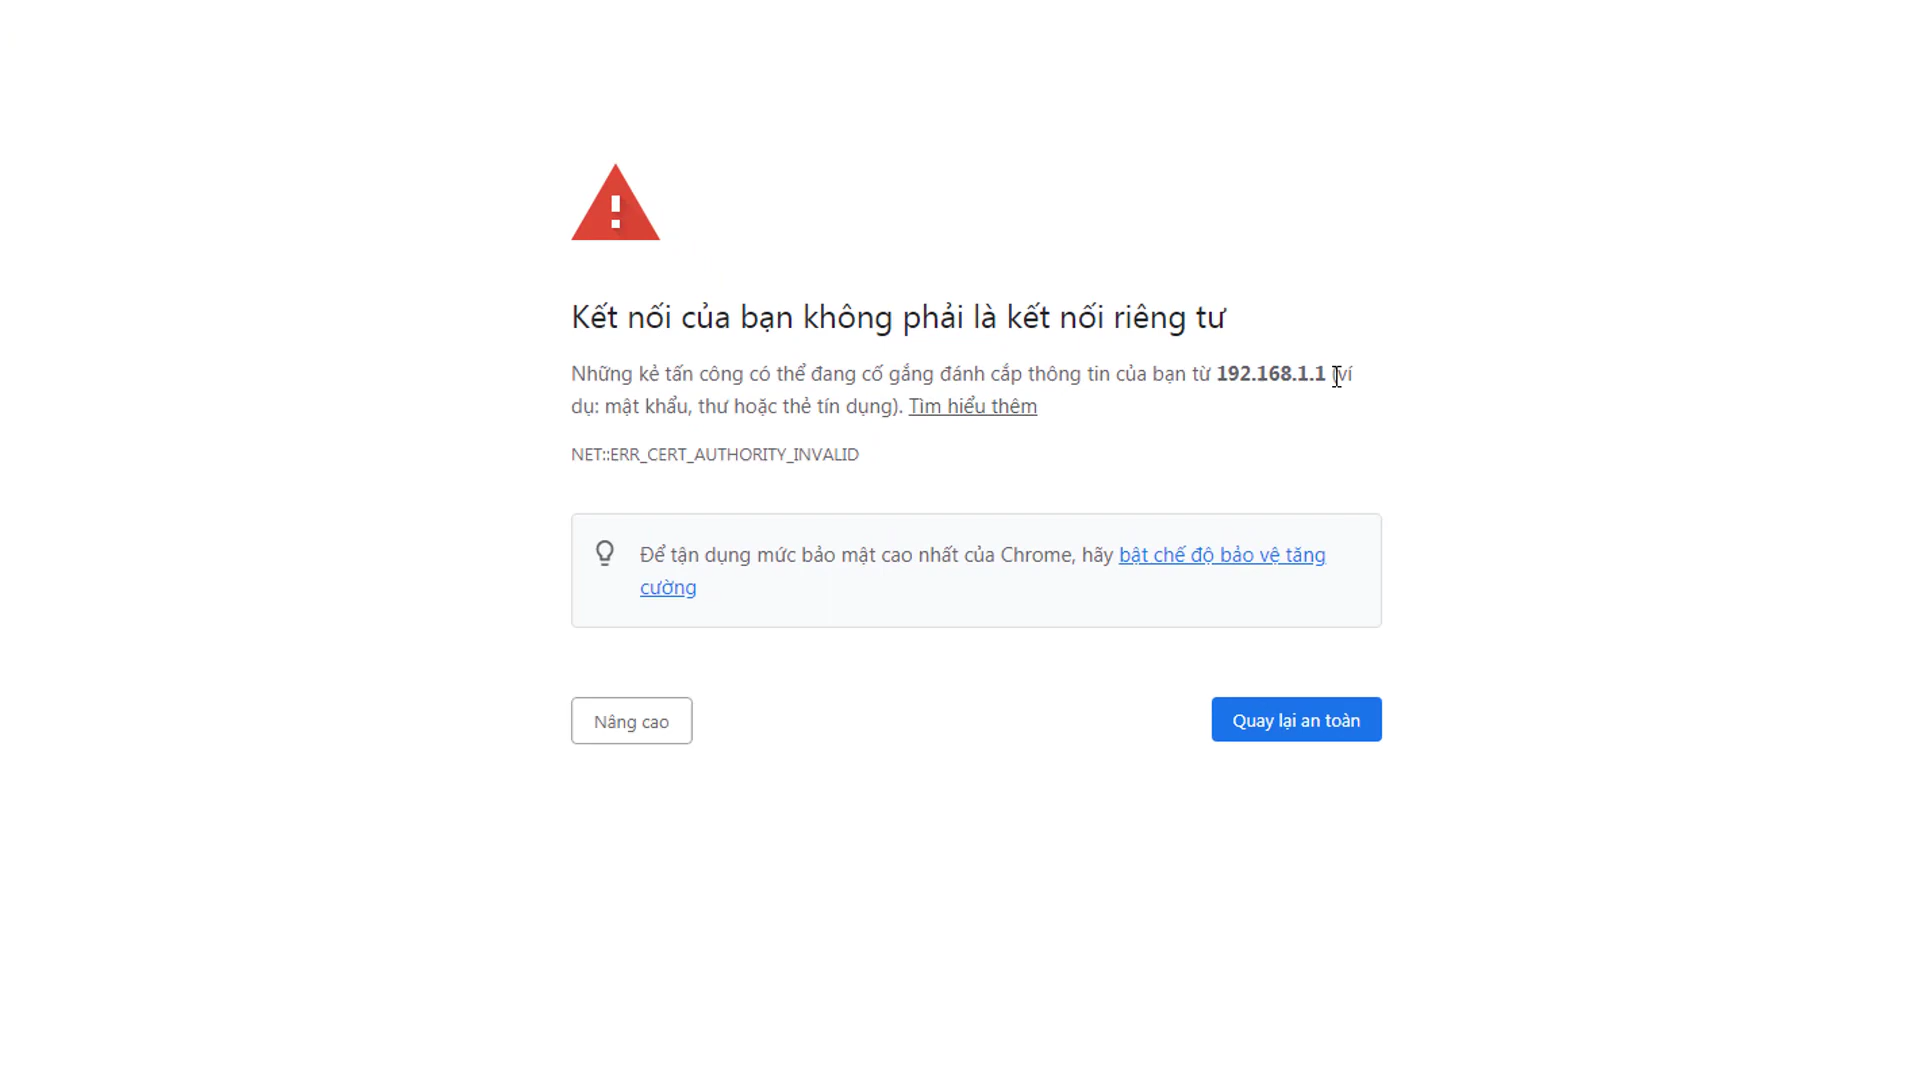 Kết nối của bạn không phải là kết nối riêng tư
Những kẻ tấn công có thể đang cố gắng đánh cắp thông tin của bạn từ 192.168.1.1 (ví
dụ: mật khẩu, thư hoặc thẻ tín dụng). Tìm hiểu thêm
NET::ERR_CERT_AUTHORITY_INVALID
Để tận dụng mức bảo mật cao nhất của Chrome, hãy bật chế độ bảo vệ tăng
cường
Nâng cao
Quay lại an toàn